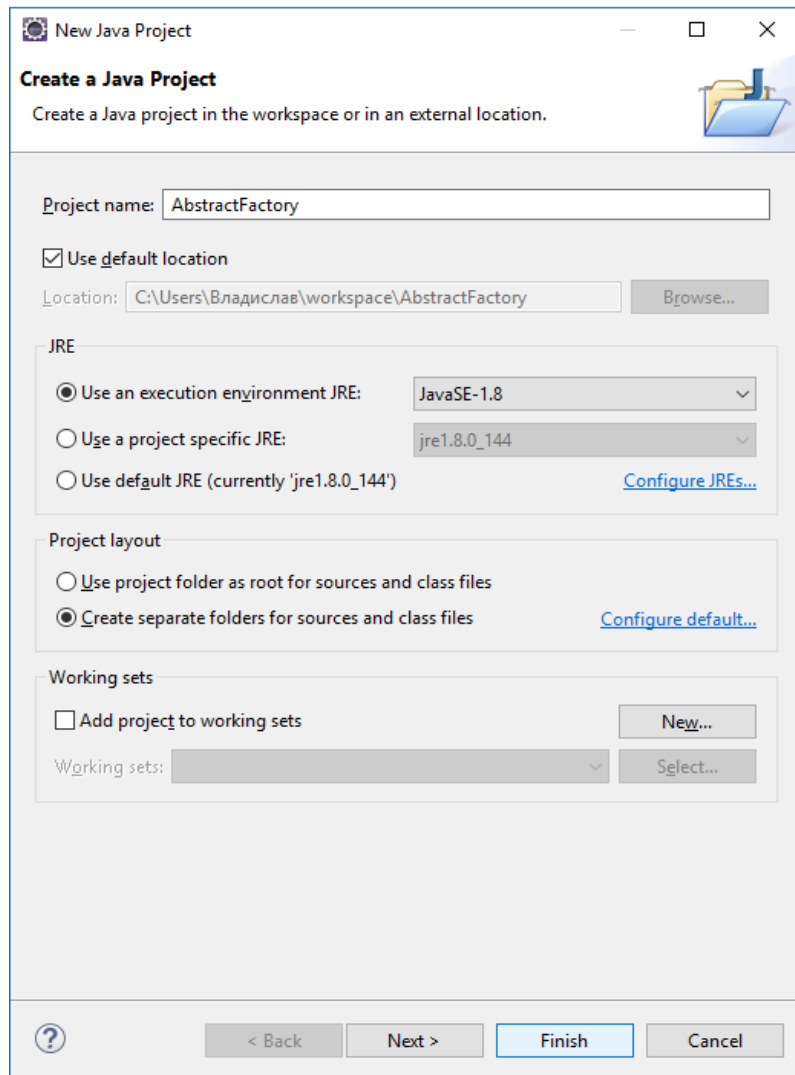 New Java Project
Create a Java Project
Create a Java project in the workspace or in an external location.
Project name: AbstractFactory
Use default location
Location: C:\Users\Владислав\workspace\AbstractFactory Browse...
JRE
Use an execution environment JRE: JavaSE-1.8
Use a project specific JRE: jre1.8.0_144
Use default JRE (currently 'jre1.8.0_144') Configure JREs...
Project layout
Use project folder as root for sources and class files
Create separate folders for sources and class files Configure default...
Working sets
Add project to working sets New...
Working sets: Select...
? < Back Next > Finish Cancel